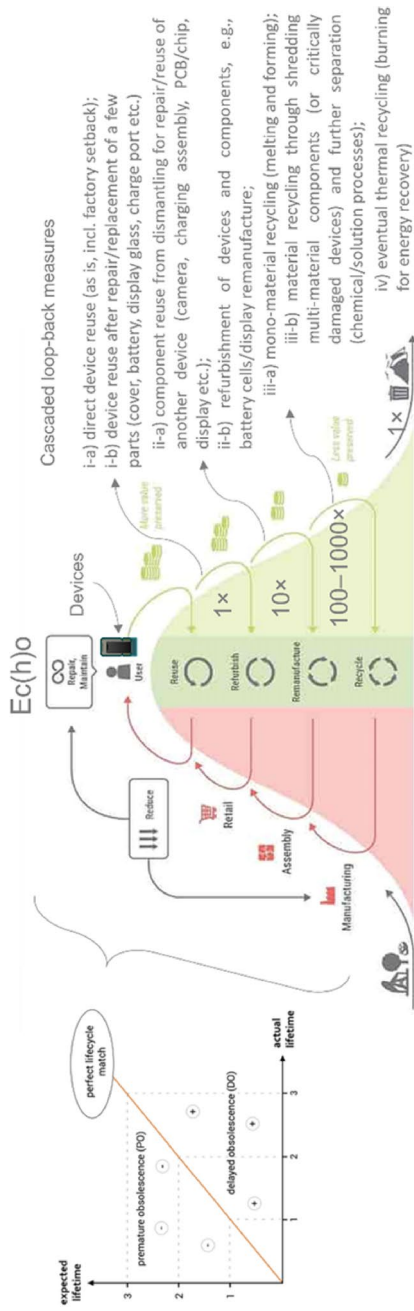 expected lifetime
3
2
1
premature obsolescence (PO)
delayed obsolescence (DO)
perfect lifecycle
match
-
-
-
+
+
+
1
2
3
actual
lifetime
Ec(h)o
Reduce
Repair,
Maintain
Devices
User
Retail
Assembly
Manufacturing
Reuse
Refurbish
Remanufacture
Recycle
More value
preserved
1×
10×
100–1000×
Less value
preserved
1×
Cascaded loop-back measures
i-a) direct device reuse (as is, incl. factory setback);
i-b) device reuse after repair/replacement of a few
parts (cover, battery, display glass, charge port etc.)
ii-a) component reuse from dismantling for repair/reuse of
another device (camera, charging assembly, PCB/chip,
display etc.);
ii-b) refurbishment of devices and components, e.g.,
battery cells/display remanufacture;
iii-a) mono-material recycling (melting and forming);
iii-b) material recycling through shredding
multi-material components (or critically
damaged devices) and further separation
(chemical/solution processes);
iv) eventual thermal recycling (burning
for energy recovery)